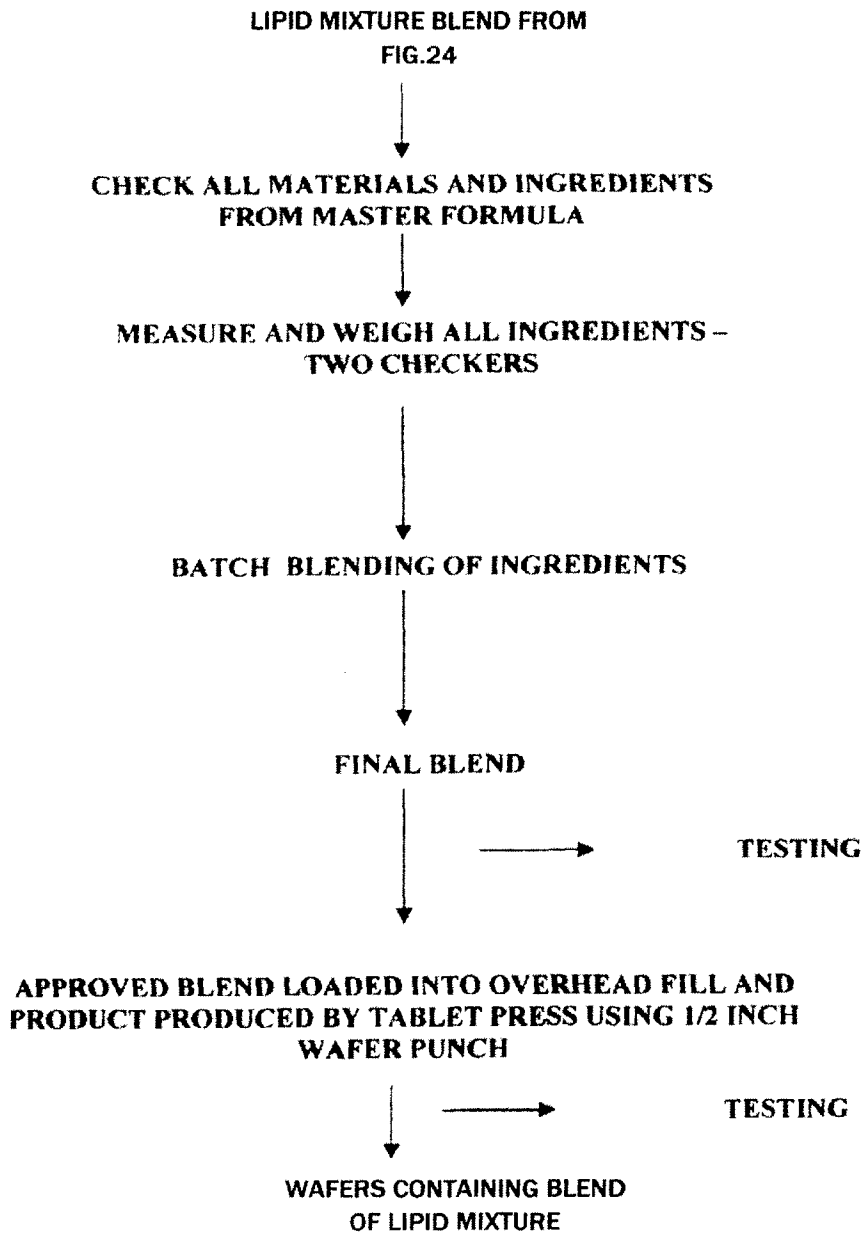 LIPID MIXTURE BLEND FROM
FIG.24
CHECK ALL MATERIALS AND INGREDIENTS
FROM MASTER FORMULA
MEASURE AND WEIGH ALL INGREDIENTS –
TWO CHECKERS
BATCH BLENDING OF INGREDIENTS
FINAL BLEND
TESTING
APPROVED BLEND LOADED INTO OVERHEAD FILL AND
PRODUCT PRODUCED BY TABLET PRESS USING 1/2 INCH
WAFER PUNCH
TESTING
WAFERS CONTAINING BLEND
OF LIPID MIXTURE